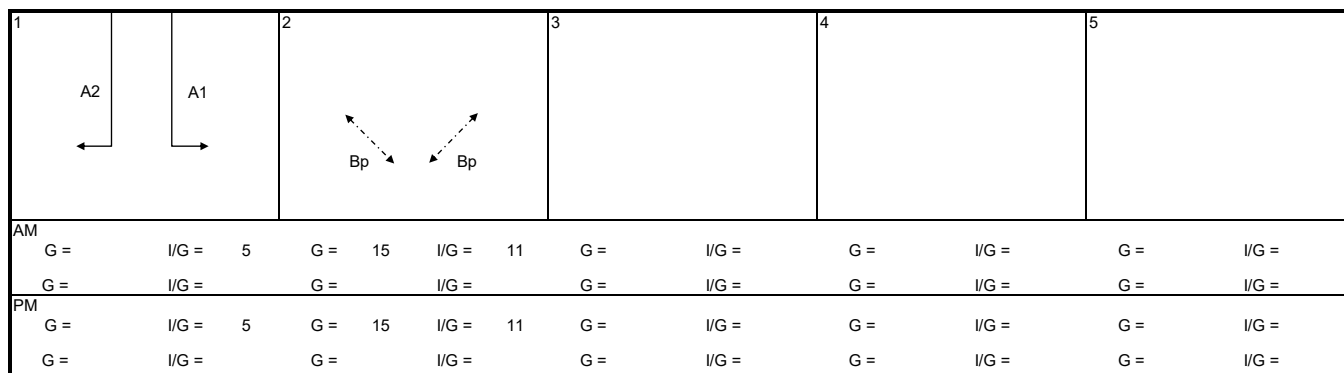 1 2 3 4 5
A2 A1
Bp Bp
AM
G = I/G = 5 G = 15 I/G = 11 G = I/G = G = I/G = G = I/G =
G = I/G = G = I/G = G = I/G = G = I/G = G = I/G =
PM
G = I/G = 5 G = 15 I/G = 11 G = I/G = G = I/G = G = I/G =
G = I/G = G = I/G = G = I/G = G = I/G = G = I/G =